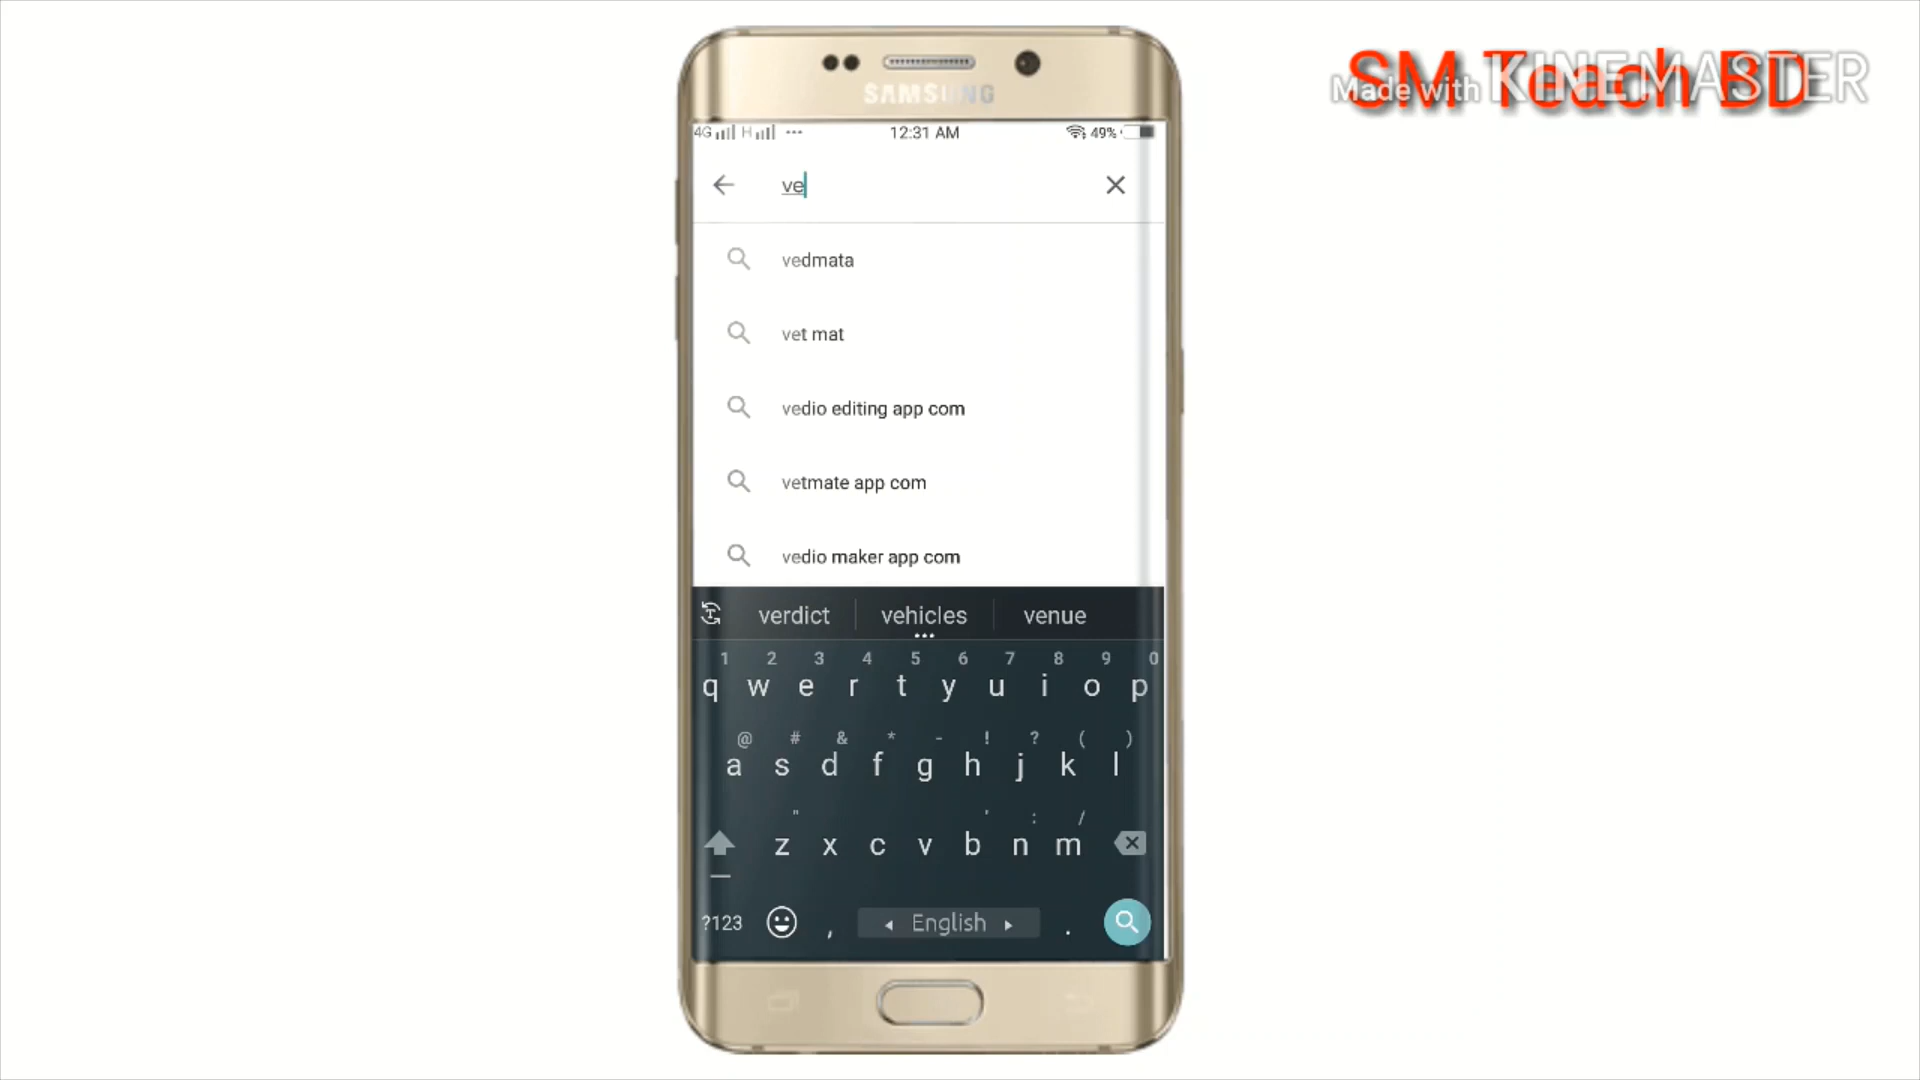 SM Teach BD
Made with KINEMASTER
SAMSUNG
4G H ... 12:31 AM 49%
ve
vedmata
vet mat
vedio editing app com
vetmate app com
vedio maker app com
verdict vehicles venue
1 2 3 4 5 6 7 8 9 0
q w e r t y u i o p
@ # & * - ! ? ( )
a s d f g h j k l
" ' : /
z x c v b n m
?123 , English .